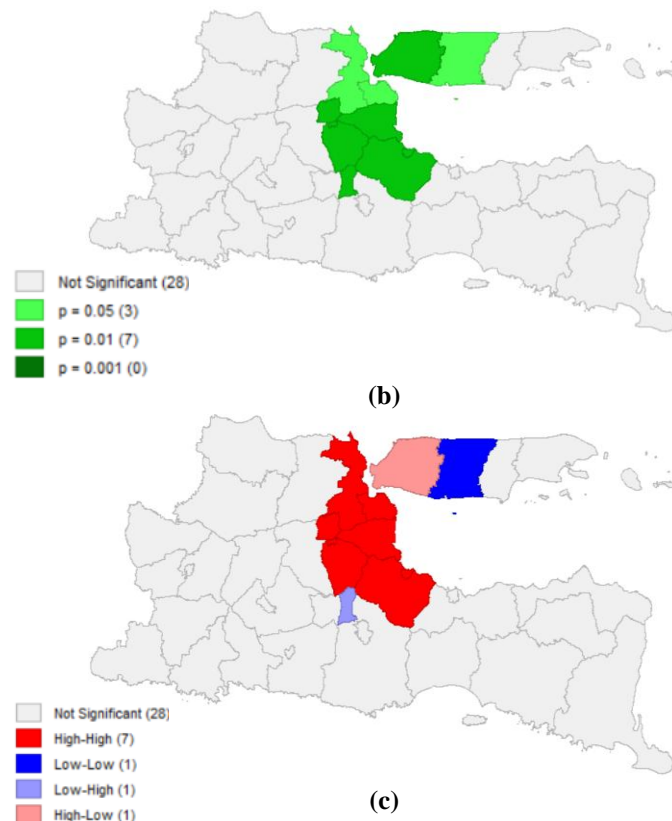 Not Significant (28)
p = 0.05 (3)
p = 0.01 (7)
p = 0.001 (0)
(b)
Not Significant (28)
High-High (7)
Low-Low (1)
Low-High (1)
High-Low (1)
(c)